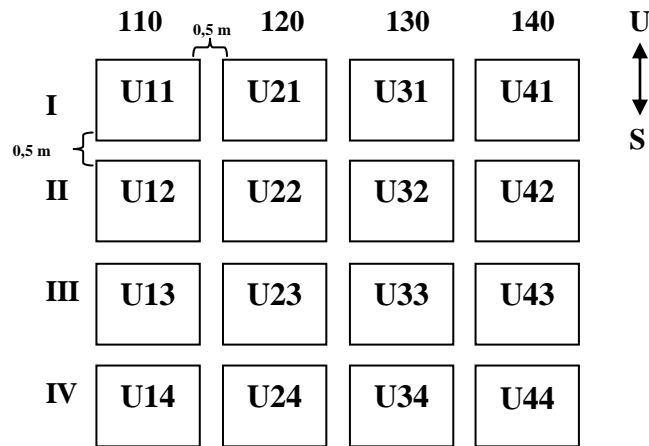 110 0,5 m 120 130 140 U
I U11 U21 U31 U41
0,5 m S
II U12 U22 U32 U42
III U13 U23 U33 U43
IV U14 U24 U34 U44